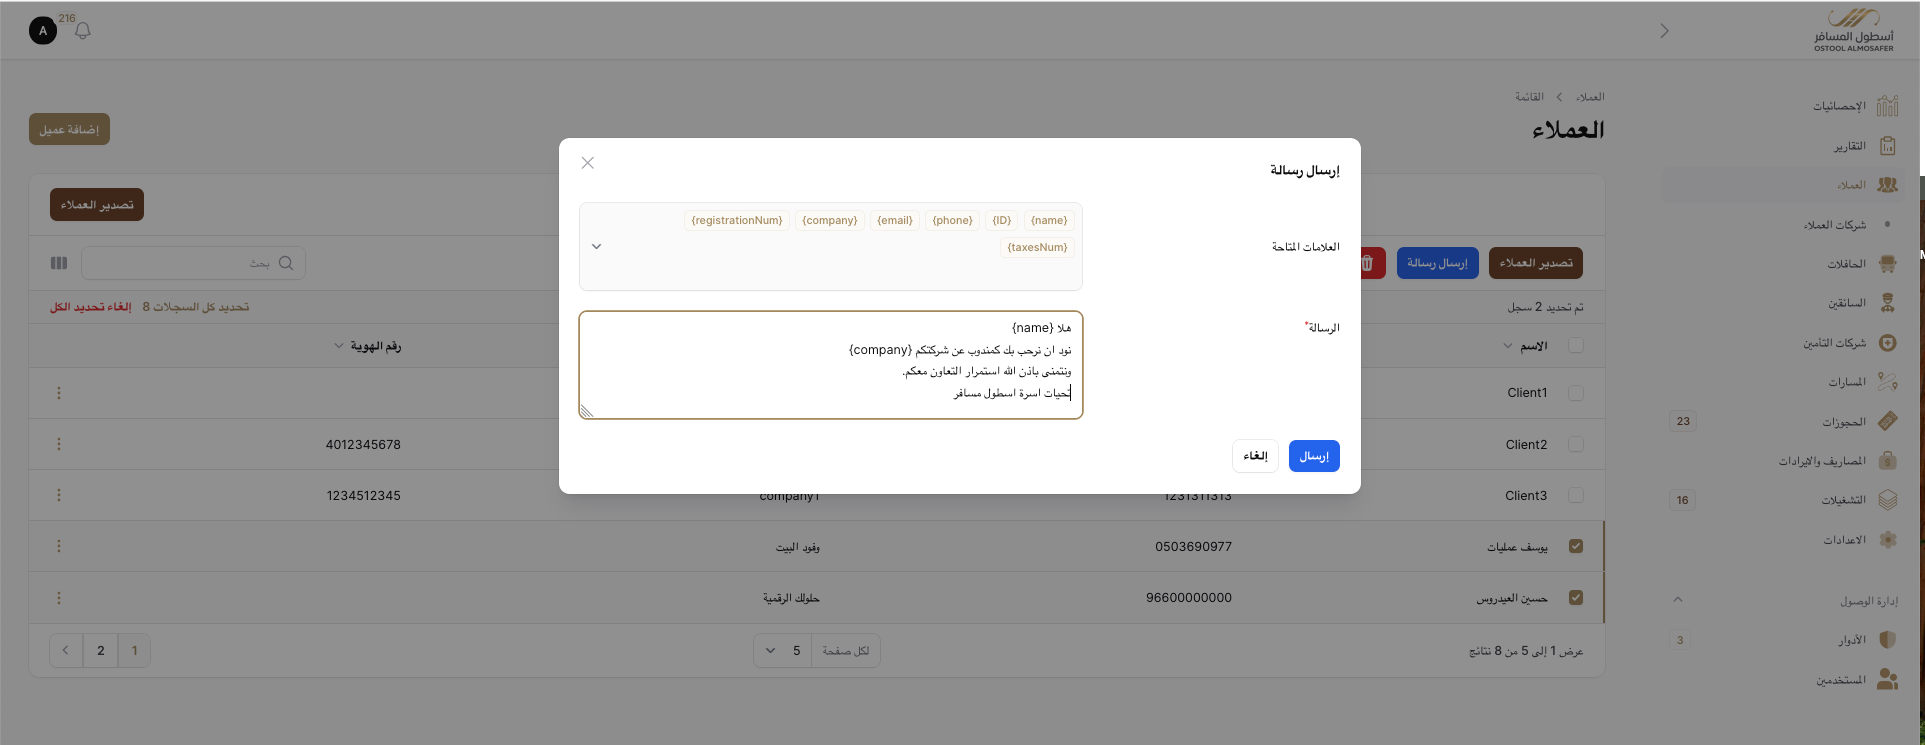 أسطول المسافر
OSTOOL ALMOSAFER
216
A
الإحصائيات
التقارير
العملاء
شركات العملاء
الحافلات
السائقين
شركات التأمين
المسارات
الحجوزات
23
المصاريف والإيرادات
التشغيلات
16
الاعدادات
إدارة الوصول
الأدوار
3
المستخدمين
العملاء
القائمة
العملاء
إضافة عميل
تصدير العملاء
تصدير العملاء
إرسال رسالة
بحث
تم تحديد 2 سجل
تحديد كل السجلات 8
إلغاء تحديد الكل
الاسم
رقم الهوية
Client1
Client2
4012345678
Client3
1231311313
company1
1234512345
يوسف عمليات
0503690977
وفود البيت
حسين العيدروس
96600000000
حلولك الرقمية
عرض 1 إلى 5 من 8 نتائج
لكل صفحة
5
1
2
إرسال رسالة
العلامات المتاحة
{name} {ID} {phone} {email} {company} {registrationNum}
{taxesNum}
الرسالة*
هلا {name}
نود ان نرحب بك كمندوب عن شركتكم {company}
ونتمنى باذن الله استمرار التعاون معكم.
تحيات اسرة اسطول مسافر
إرسال
إلغاء